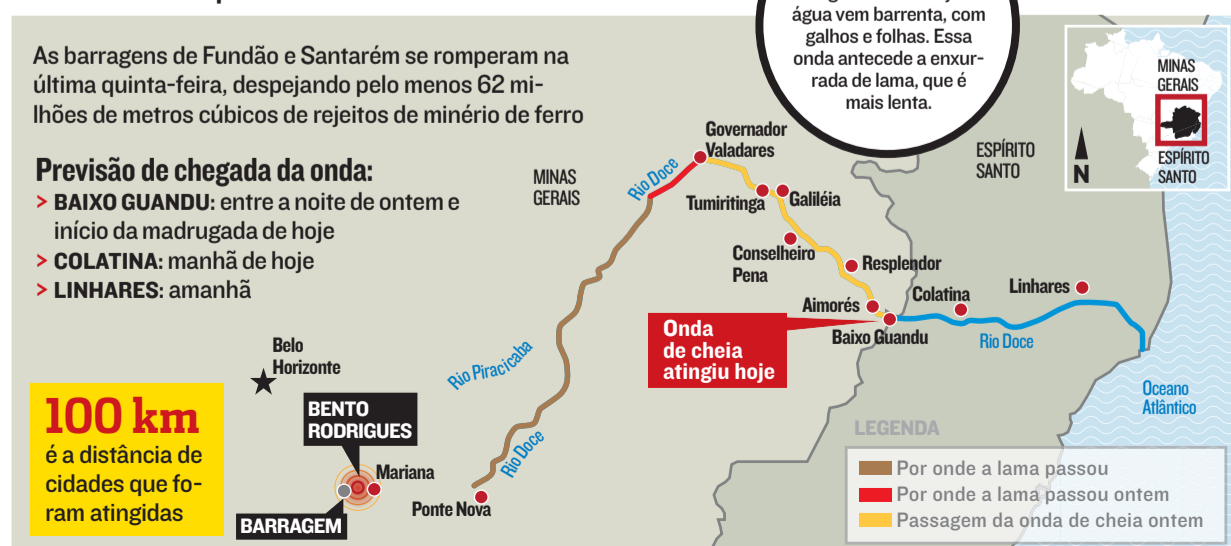 água vem barrenta, com
galhos e folhas. Essa
onda antecede a enxur-
rada de lama, que é
mais lenta.
As barragens de Fundão e Santarém se romperam na
última quinta-feira, despejando pelo menos 62 mi-
lhões de metros cúbicos de rejeitos de minério de ferro
Previsão de chegada da onda:
> BAIXO GUANDU: entre a noite de ontem e
início da madrugada de hoje
> COLATINA: manhã de hoje
> LINHARES: amanhã
100 km
é a distância de
cidades que fo-
ram atingidas
Belo
Horizonte
BENTO
RODRIGUES
Mariana
BARRAGEM
Ponte Nova
Rio Doce
Rio Piracicaba
MINAS
GERAIS
Rio Doce
Governador
Valadares
Tumiritinga
Galiléia
Conselheiro
Pena
Resplendor
Aimorés
Baixo Guandu
Onda
de cheia
atingiu hoje
Colatina
Linhares
Rio Doce
ESPÍRITO
SANTO
Oceano
Atlântico
MINAS
GERAIS
ESPÍRITO
SANTO
N
LEGENDA
Por onde a lama passou
Por onde a lama passou ontem
Passagem da onda de cheia ontem